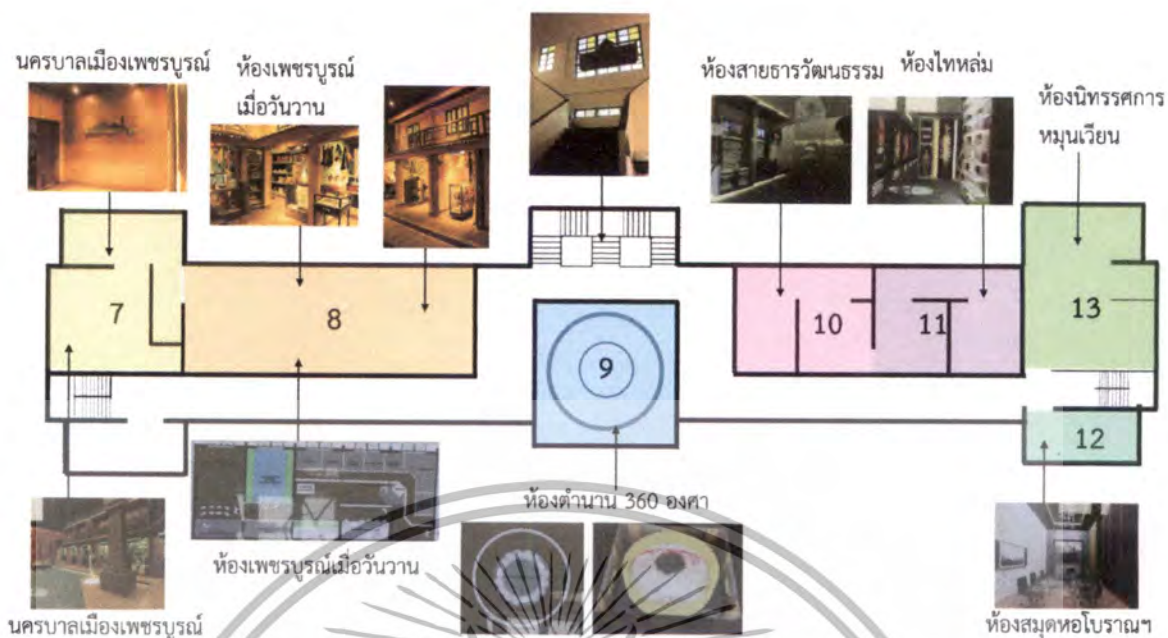 นครบาลเมืองเพชรบูรณ์
ห้องเพชรบูรณ์
เมื่อวันวาน
ห้องสายธารวัฒนธรรม
ห้องไทหล่ม
ห้องนิทรรศการ
หมุนเวียน
7
8
9
10
11
13
12
ห้องตำนาน 360 องศา
ห้องเพชรบูรณ์เมื่อวันวาน
นครบาลเมืองเพชรบูรณ์
ห้องสมุดหอโบราณฯ